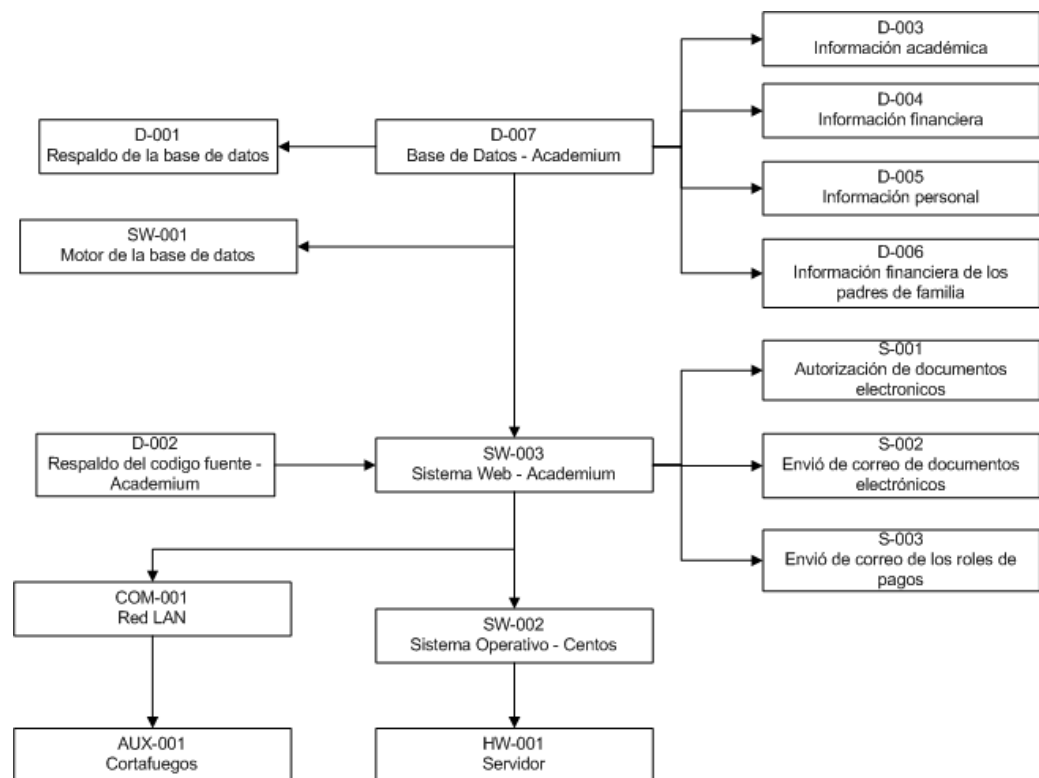 D-003
Información académica
D-004
Información financiera
D-001
Respaldo de la base de datos
D-007
Base de Datos - Academium
D-005
Información personal
SW-001
Motor de la base de datos
D-006
Información financiera de los
padres de familia
S-001
Autorización de documentos
electronicos
D-002
Respaldo del codigo fuente -
Academium
SW-003
Sistema Web - Academium
S-002
Envió de correo de documentos
electrónicos
S-003
Envió de correo de los roles de
pagos
COM-001
Red LAN
SW-002
Sistema Operativo - Centos
AUX-001
Cortafuegos
HW-001
Servidor